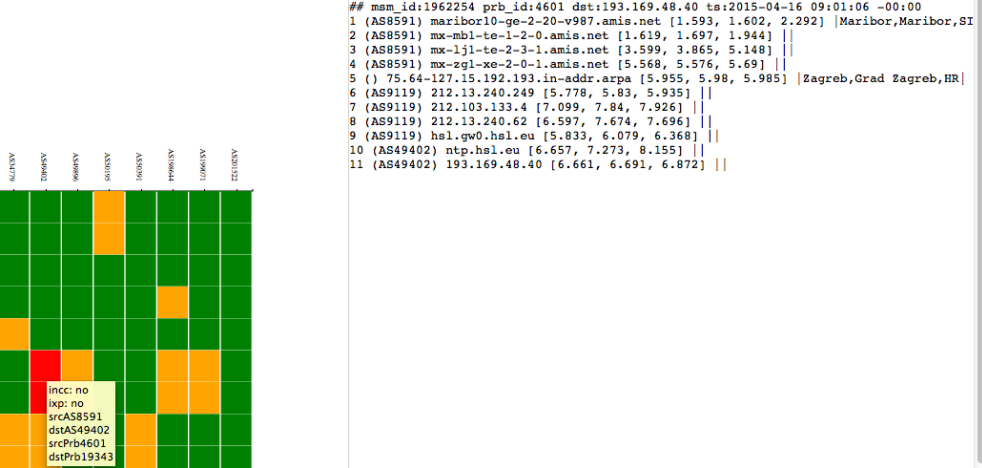 ## msm_id:1962254 prb_id:4601 dst:193.169.48.40 ts:2015-04-16 09:01:06 -00:00
1 (AS8591) maribor10-ge-2-20-v987.amis.net [1.593, 1.602, 2.292] |Maribor,Maribor,SI
2 (AS8591) mx-mb1-te-1-2-0.amis.net [1.619, 1.697, 1.944] ||
3 (AS8591) mx-lj1-te-2-3-1.amis.net [3.599, 3.865, 5.148] ||
4 (AS8591) mx-zg1-xe-2-0-1.amis.net [5.568, 5.576, 5.69] ||
5 () 75.64-127.15.192.193.in-addr.arpa [5.955, 5.98, 5.985] |Zagreb,Grad Zagreb,HR|
6 (AS9119) 212.13.240.249 [5.778, 5.83, 5.935] ||
7 (AS9119) 212.103.133.4 [7.099, 7.84, 7.926] ||
8 (AS9119) 212.13.240.62 [6.597, 7.674, 7.696] ||
9 (AS9119) hsl.gw0.hsl.eu [5.833, 6.079, 6.368] ||
10 (AS49402) ntp.hsl.eu [6.657, 7.273, 8.155] ||
11 (AS49402) 193.169.48.40 [6.661, 6.691, 6.872] ||
AS34779
AS49402
AS49896
AS50195
AS50391
AS198644
AS199071
AS201522
incc: no
ixp: no
srcAS8591
dstAS49402
srcPrb4601
dstPrb19343